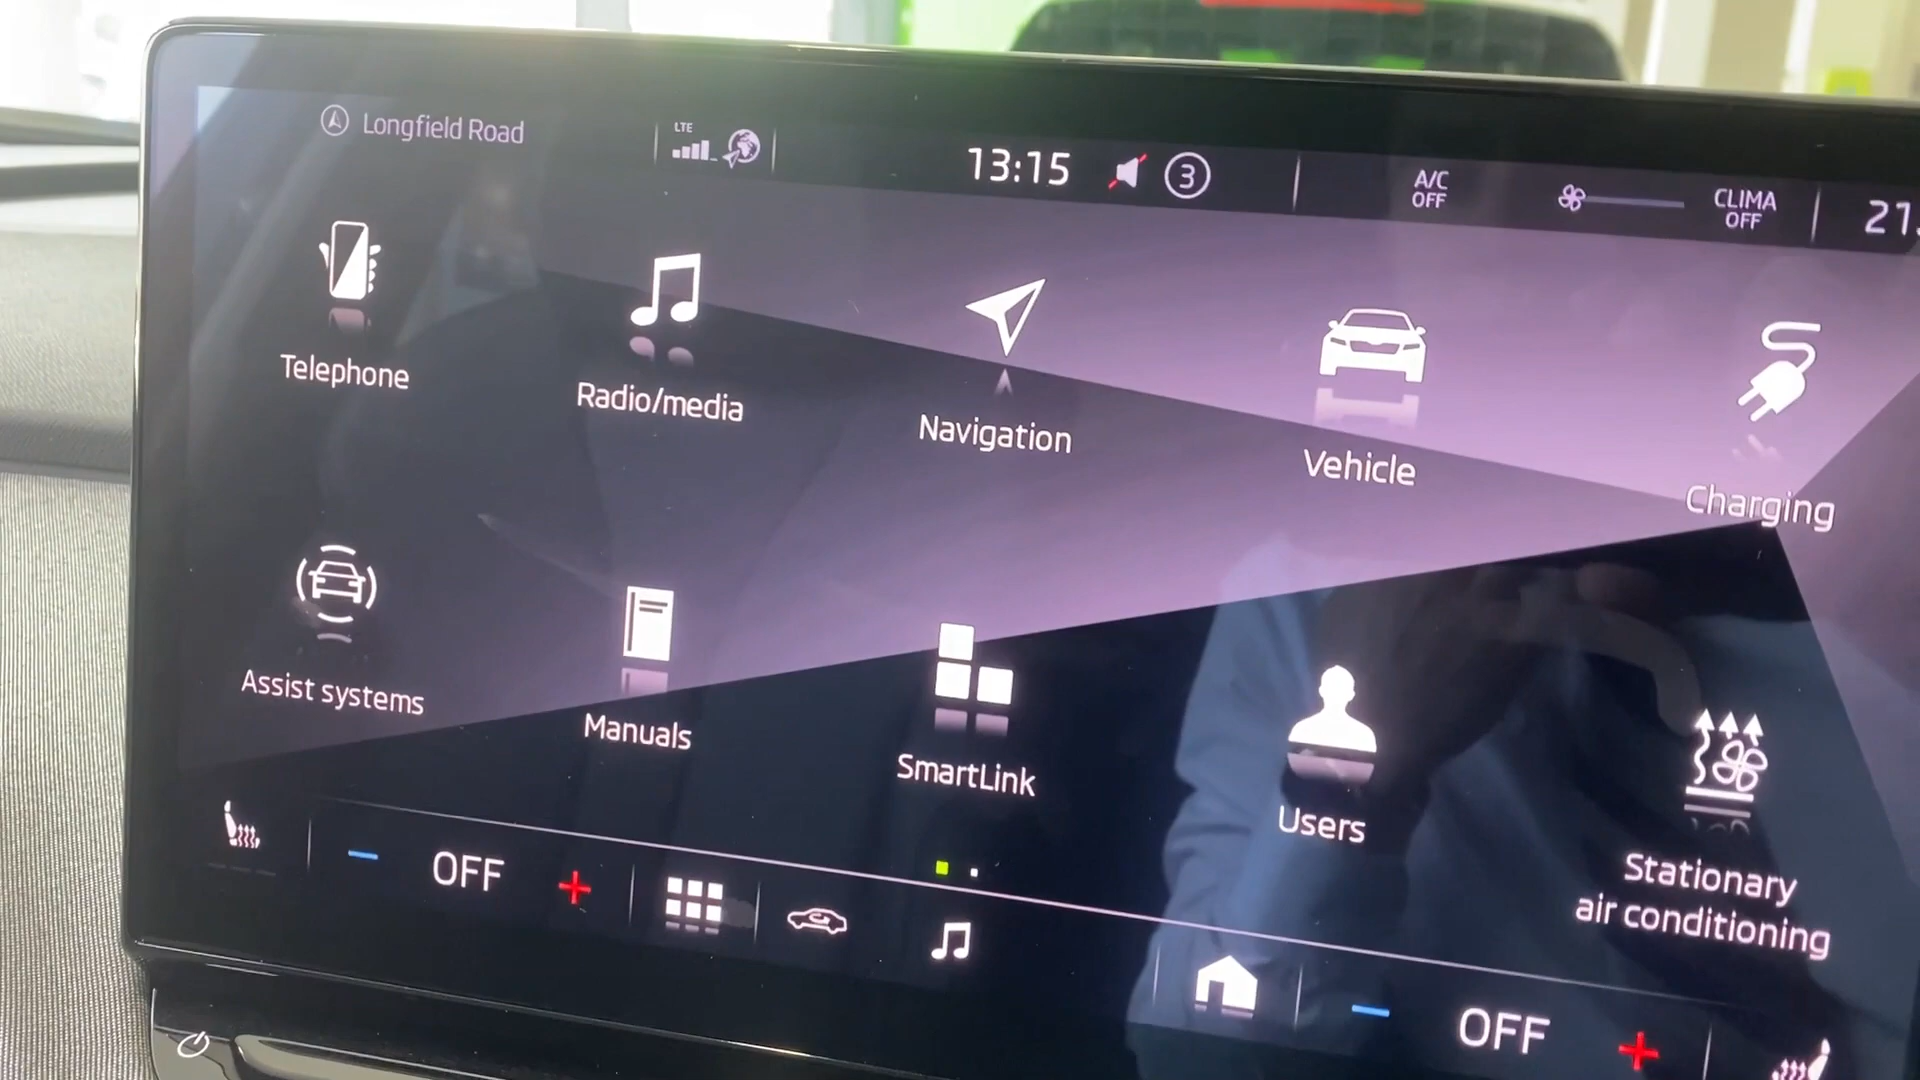 Longfield Road
LTE
13:15
3
A/C
OFF
CLIMA
OFF
21.
Telephone
Radio/media
Navigation
Vehicle
Charging
Assist systems
Manuals
SmartLink
Users
Stationary
air conditioning
OFF
OFF